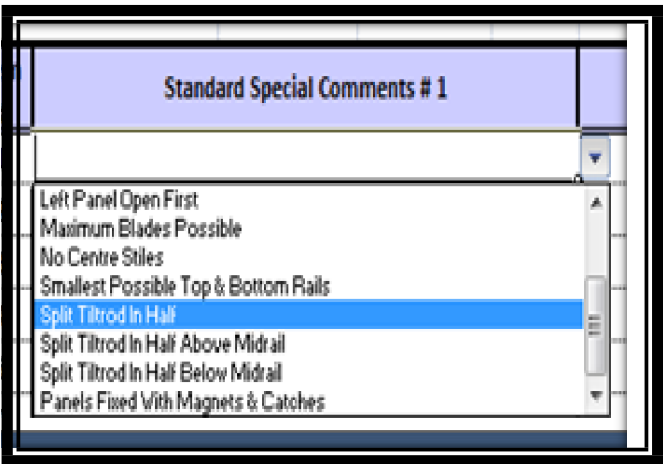 Standard Special Comments # 1
Left Panel Open First
Maximum Blades Possible
No Centre Stiles
Smallest Possible Top & Bottom Rails
Split Tiltrod In Half
Split Tiltrod In Half Above Midrail
Split Tiltrod In Half Below Midrail
Panels Fixed With Magnets & Catches